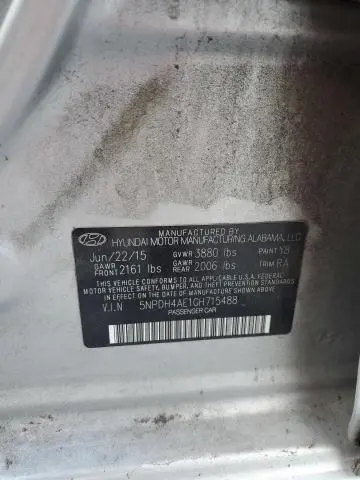 MANUFACTURED BY
HYUNDAI MOTOR MANUFACTURING ALABAMA, LLC
Jun/22/15 GVWR 3880 lbs PAINT Y8
GAWR FRONT 2161 lbs GAWR REAR 2006 lbs TRIM RA
THIS VEHICLE CONFORMS TO ALL APPLICABLE U.S.A. FEDERAL
MOTOR VEHICLE SAFETY, BUMPER, AND THEFT PREVENTION STANDARDS
IN EFFECT ON THE DATE OF MANUFACTURE SHOWN ABOVE.
V.I.N 5NPDH4AE1GH715488
PASSENGER CAR